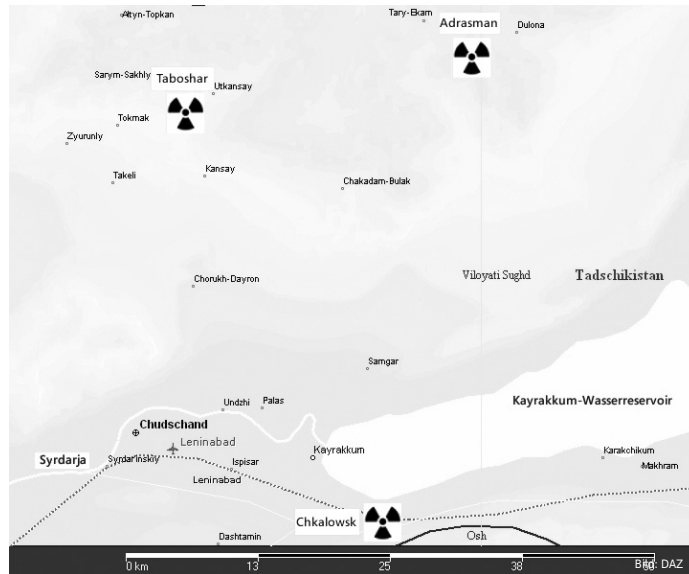 Altyn-Topkan
Tary-Ekam
Adrasman
Dulona
Sarym-Sakhly
Taboshar
Utkansay
Tokmak
Zyurunly
Takeli
Kansay
Chakadam-Bulak
Chorukh-Dayron
Viloyati Sughd
Tadschikistan
Samgar
Kayrakkum-Wasserreservoir
Undzhi
Palas
Chudschand
Leninabad
Kayrakkum
Karakchikum
Syrdarja
Syrdar'inskiy
Ispisar
Makhram
Leninabad
Chkalowsk
Dashtamin
Osh
0 km
13
25
38
50
Bild: DAZ